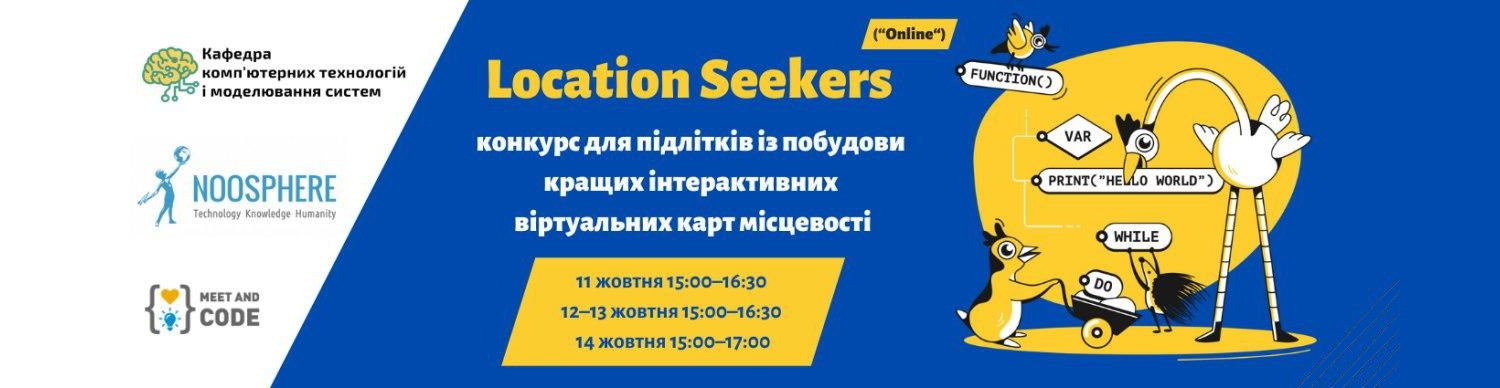 Кафедра
комп'ютерних технологій
і моделювання систем
NOOSPHERE
Technology Knowledge Humanity
MEET AND
CODE
("Online")
Location Seekers
конкурс для підлітків із побудови
кращих інтерактивних
віртуальних карт місцевості
11 жовтня 15:00–16:30
12–13 жовтня 15:00–16:30
14 жовтня 15:00–17:00
FUNCTION()
VAR
PRINT("HELLO WORLD")
WHILE
DO